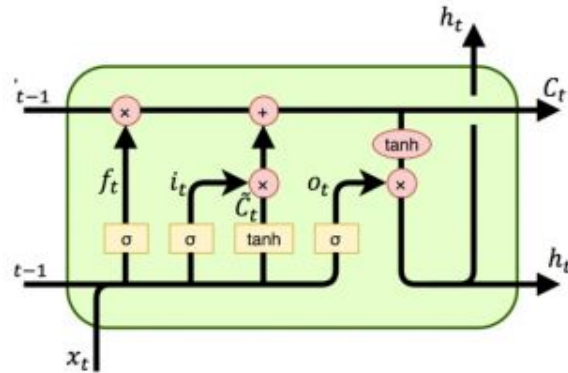 h_t
't−1 × + C_t
tanh
f_t i_t × o_t ×
C̃_t
σ σ tanh σ
t−1 h_t
x_t